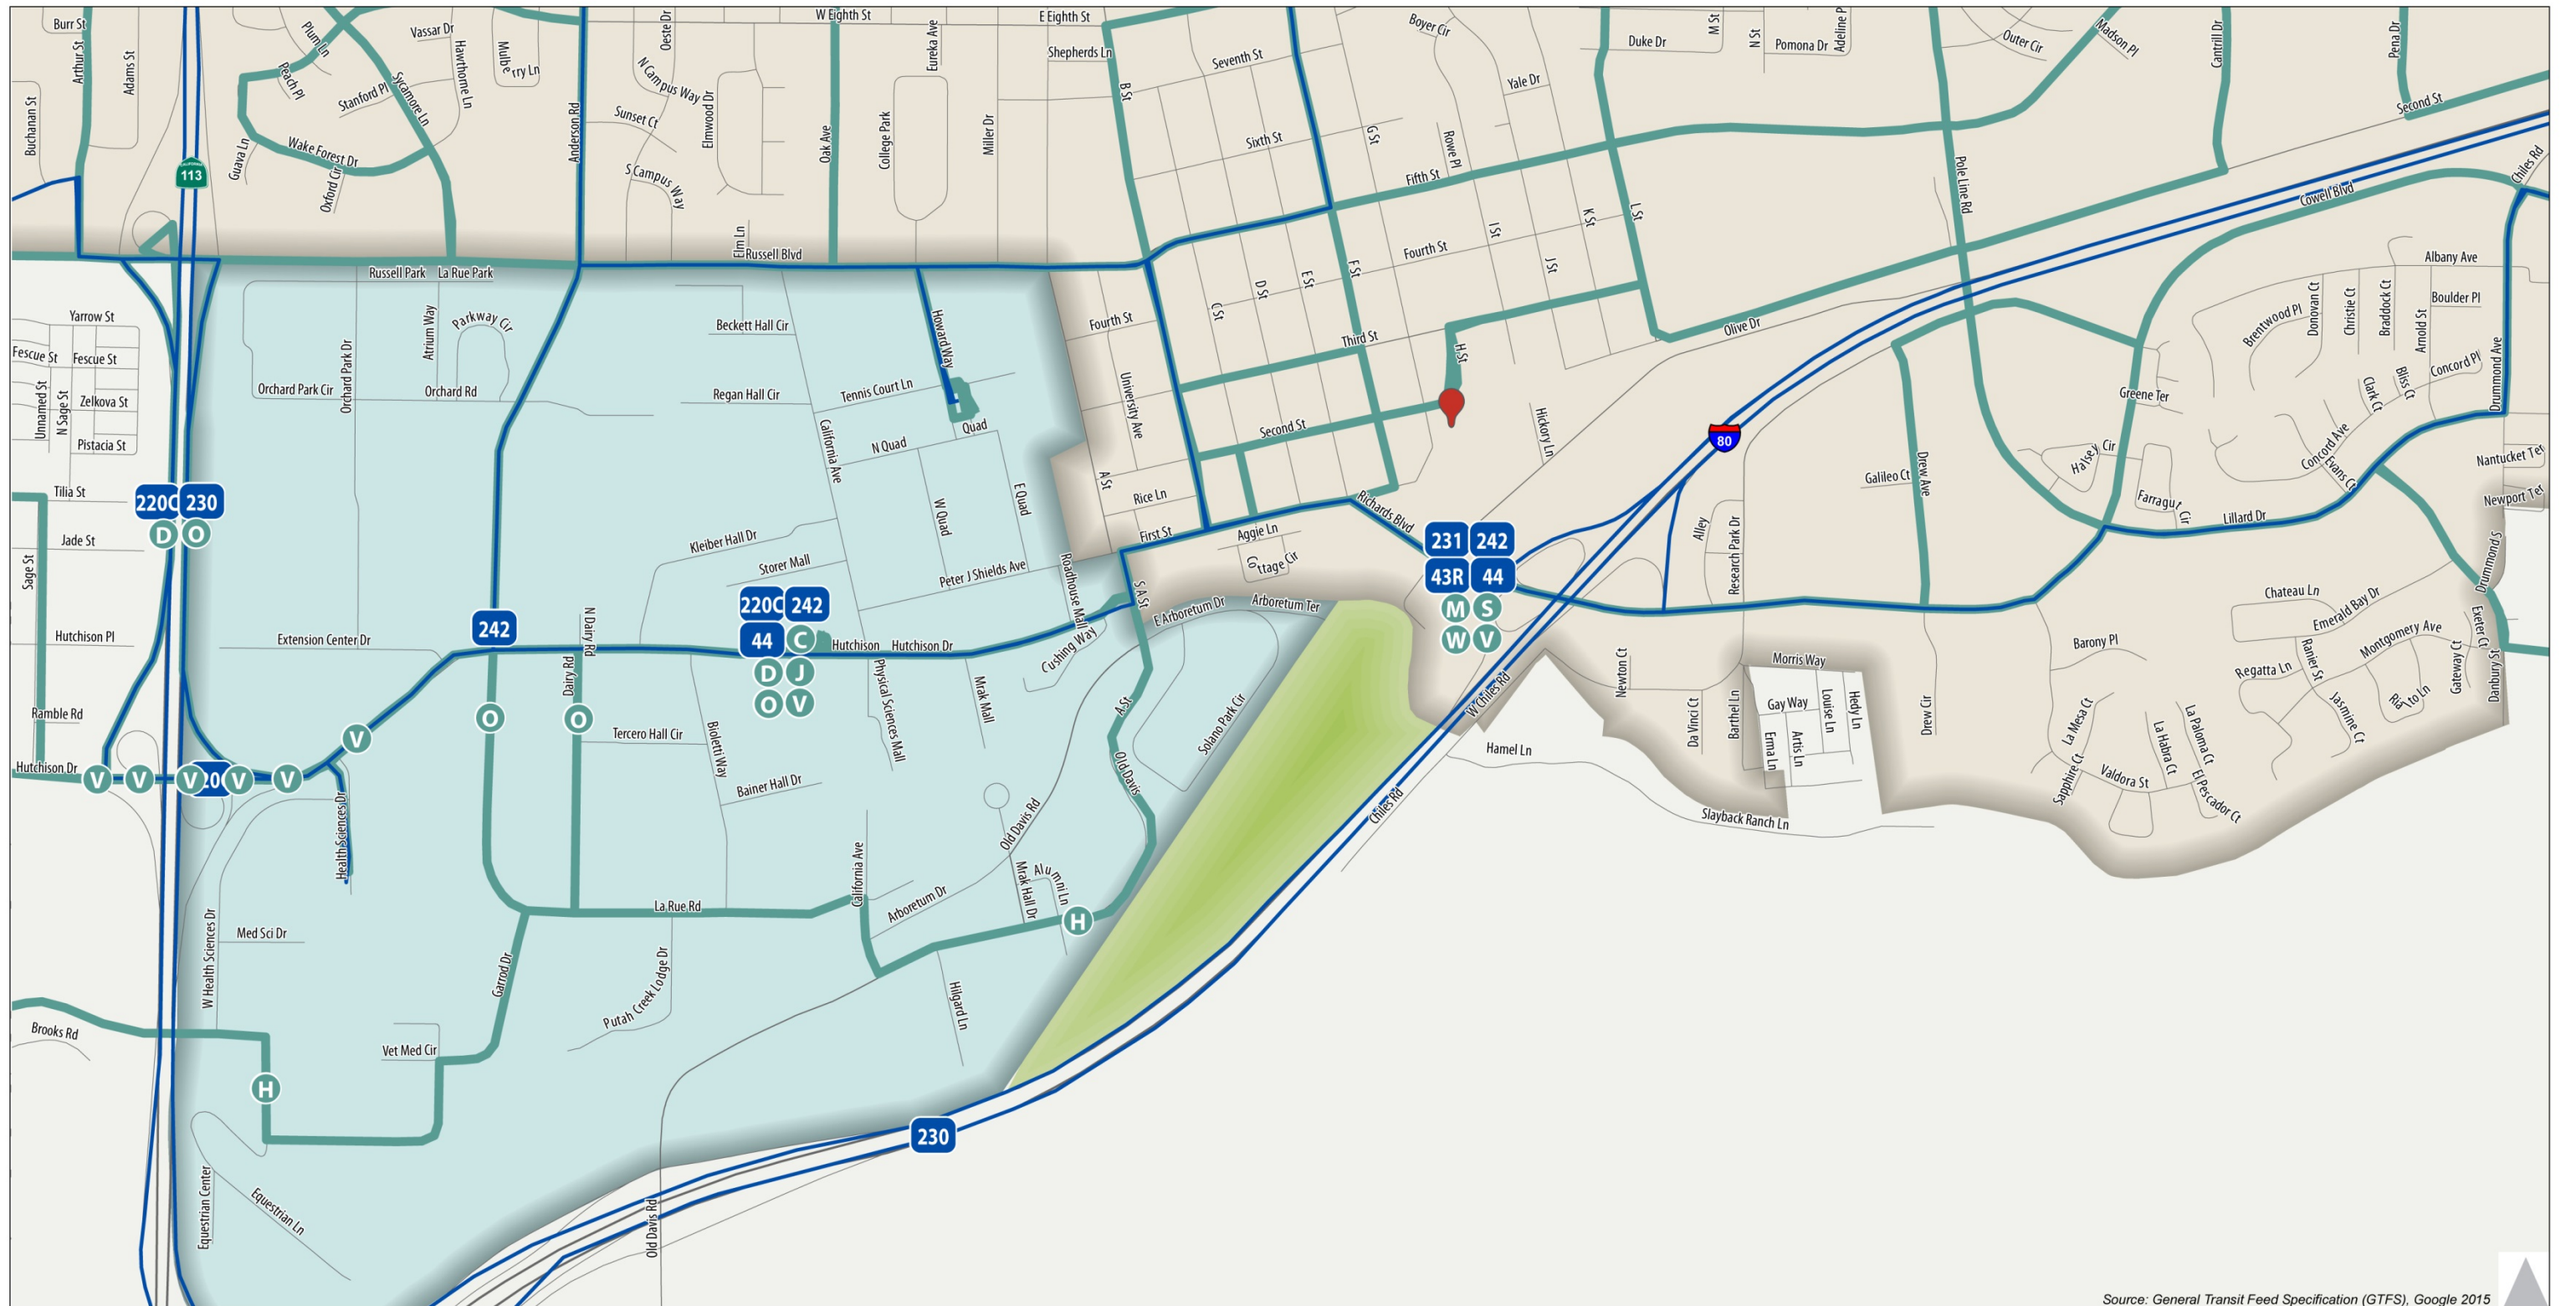 Burr St
Arthur St
Adams St
Buchanan St
113
Plum Ln
Peach Pl
Vassar Dr
Hawthorne Ln
Stanford Pl
Sycamore Ln
Mulberry Ln
Guava Ln
Wake Forest Dr
Oxford Cir
Anderson Rd
Oeste Dr
N Campus Way
Sunset Ct
Elmwood Dr
S Campus Way
Elm Ln
W Eighth St
Oak Ave
College Park
Eureka Ave
Miller Dr
E Eighth St
Shepherds Ln
B St
Seventh St
Sixth St
Boyer Cir
G St
Rowe Pl
Yale Dr
Fifth St
Duke Dr
M St
N St
Pomona Dr
Outer Cir
Madson Pl
Cantrill Dr
Pena Dr
Second St
Chiles Rd
Cowell Blvd
Pole Line Rd
L St
K St
I St
J St
Fourth St
F St
E St
D St
C St
Third St
H St
Second St
Fourth St
University Ave
A St
Rice Ln
First St
Aggie Ln
Cottage Cir
Richards Blvd
Hickory Ln
Olive Dr
80
Russell Blvd
Russell Park
La Rue Park
Yarrow St
Fescue St
Fescue St
Unnamed St
N Sage St
Zelkova St
Pistacia St
Tilia St
Jade St
Sage St
Hutchison Pl
Ramble Rd
Hutchison Dr
220C
230
D
O
Orchard Park Cir
Orchard Park Dr
Atrium Way
Parkway Cir
Orchard Rd
Beckett Hall Cir
Regan Hall Cir
Howard Way
Tennis Court Ln
California Ave
N Quad
Quad
W Quad
E Quad
Kleiber Hall Dr
Storer Mall
Peter J Shields Ave
Roadhouse Mall
S A St
E Arboretum Dr
Arboretum Ter
242
Extension Center Dr
N Dairy Rd
Dairy Rd
220C
242
44
C
D
J
O
V
Hutchison
Hutchison Dr
Cushing Way
Physical Sciences Mall
Mrak Mall
A St
Old Davis
Solano Park Cir
O
O
V
V
V
V
V
V
Tercero Hall Cir
Bioletti Way
Bainer Hall Dr
Health Sciences Dr
Old Davis Rd
California Ave
Mrak Hall Dr
Alumni Ln
Arboretum Dr
La Rue Rd
H
W Health Sciences Dr
Med Sci Dr
Garrod Dr
Putah Creek Lodge Dr
Hilgard Ln
Brooks Rd
Vet Med Cir
H
230
Equestrian Center
Equestrian Ln
Old Davis Rd
231
242
43R
44
M
S
W
V
W Chiles Rd
Chiles Rd
Hamel Ln
Slayback Ranch Ln
Alley
Research Park Dr
Newton Ct
Da Vinci Ct
Barthel Ln
Morris Way
Gay Way
Louise Ln
Hedy Ln
Erma Ln
Artis Ln
Drew Cir
Galileo Ct
Drew Ave
Greene Ter
Halsey Cir
Farragut Cir
Lillard Dr
Albany Ave
Boulder Pl
Brentwood Pl
Donovan Ct
Christie Ct
Braddock Ct
Arnold St
Concord Pl
Bliss Ct
Clark Ct
Drummond Ave
Concord Ave
Evans Ct
Nantucket Ter
Newport Ter
Chateau Ln
Emerald Bay Dr
Exeter Ct
Montgomery Ave
Gateway Ct
Danbury St
Barony Pl
Regatta Ln
Ranier St
Rialto Ln
Jasmine Ct
La Mesa Ct
La Paloma Ct
La Habra Ct
El Pescador Ct
Sapphire Ct
Valdora St
Source: General Transit Feed Specification (GTFS), Google 2015